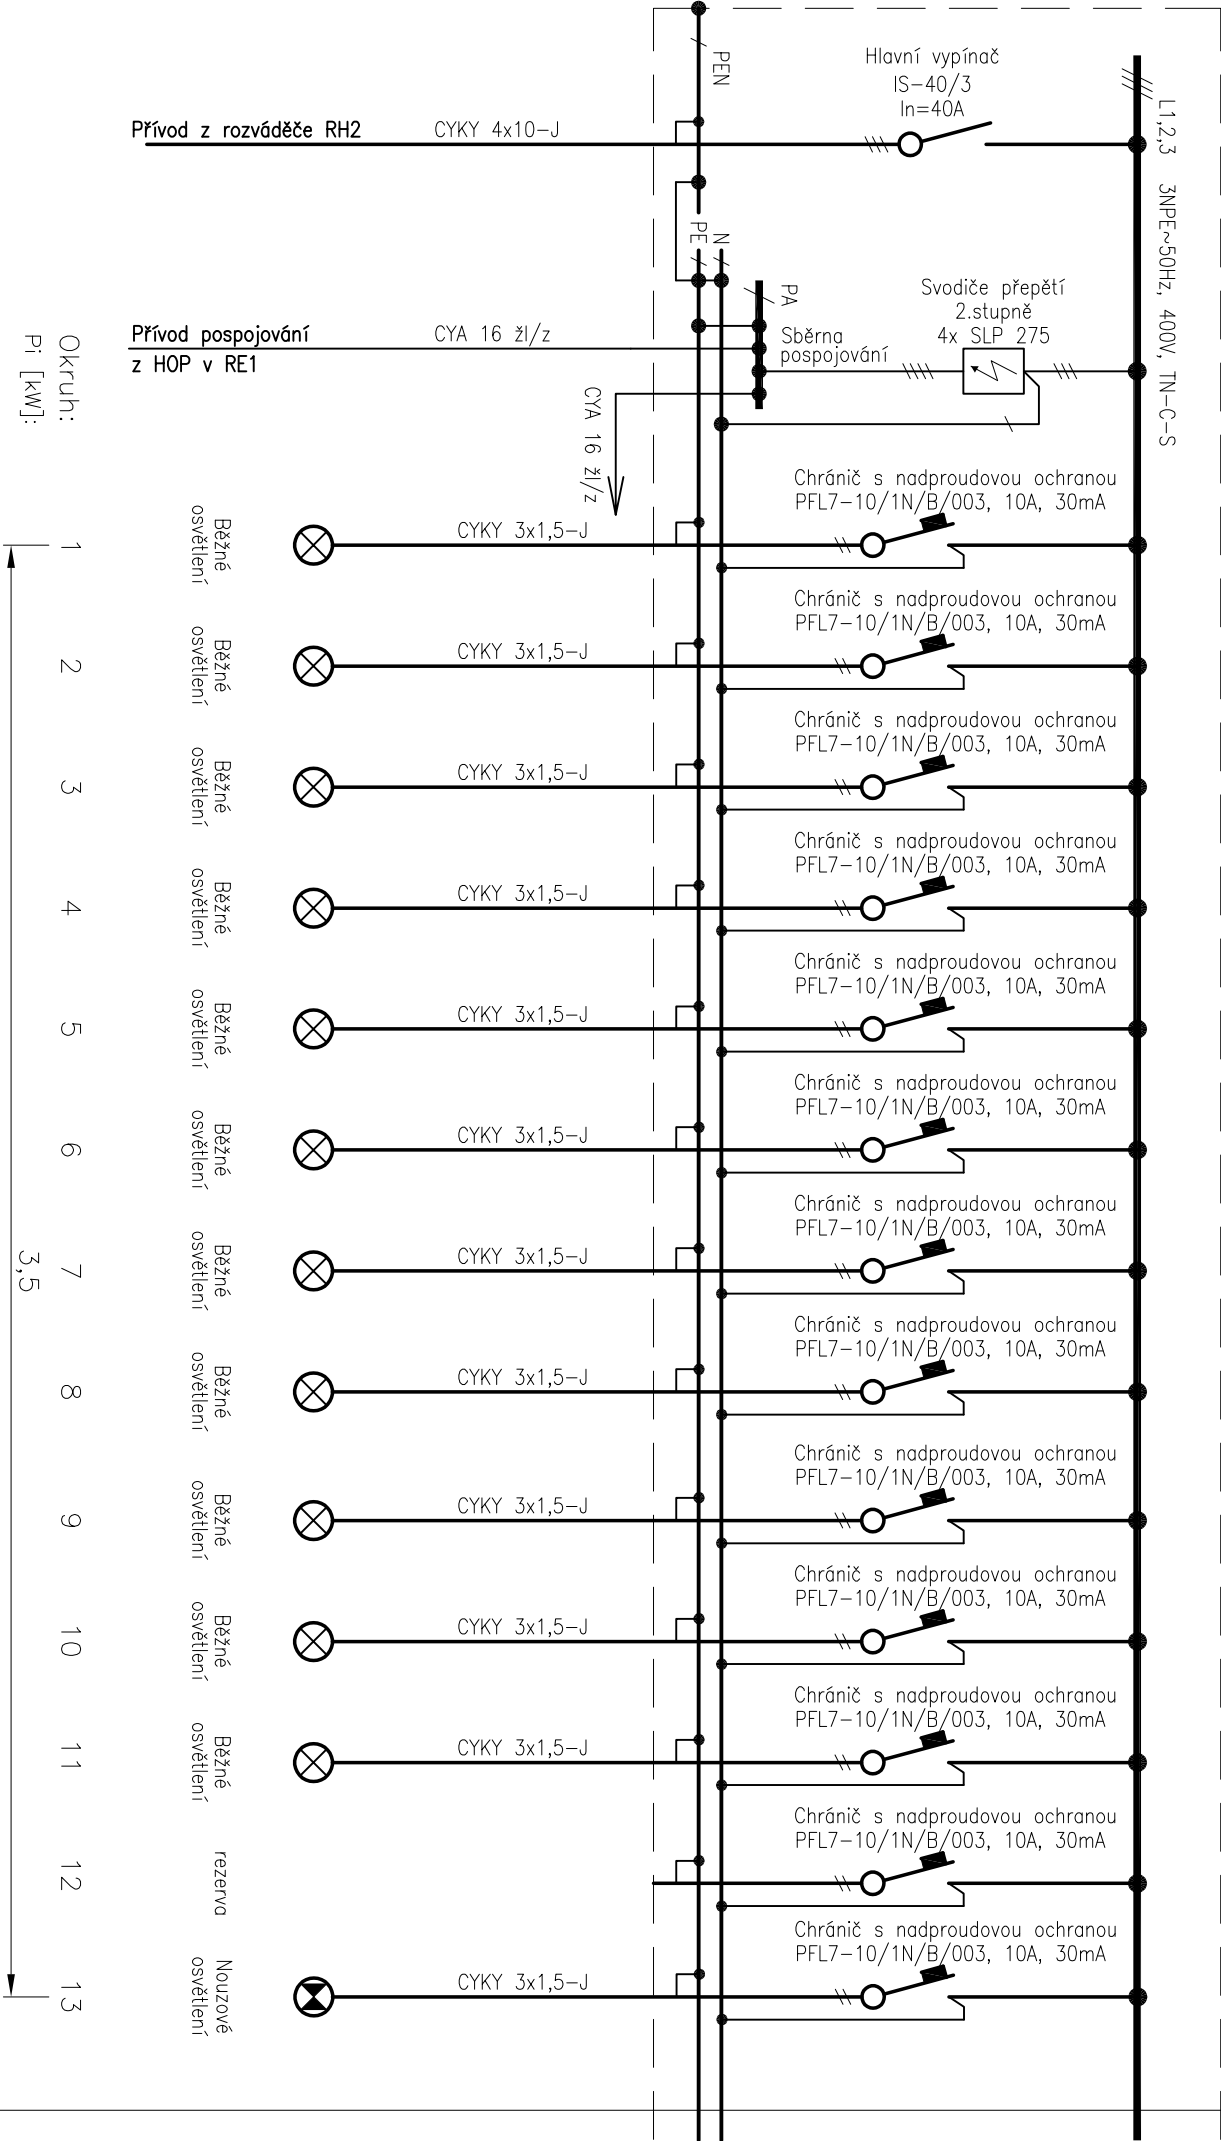 Hlavní vypínač
IS-40/3
In=40A
L1,2,3 3NPE~50Hz, 400V, TN-C-S
PEN
Přívod z rozváděče RH2
CYKY 4x10-J
PE
N
PA
Sběrna
pospojování
Svodiče přepětí
2.stupně
4x SLP 275
Přívod pospojování
z HOP v RE1
CYA 16 žl/z
CYA 16 žl/z
Okruh:
Pi [kW]:
Chránič s nadproudovou ochranou
PFL7-10/1N/B/003, 10A, 30mA
CYKY 3x1,5-J
Běžné
osvětlení
1
Chránič s nadproudovou ochranou
PFL7-10/1N/B/003, 10A, 30mA
CYKY 3x1,5-J
Běžné
osvětlení
2
Chránič s nadproudovou ochranou
PFL7-10/1N/B/003, 10A, 30mA
CYKY 3x1,5-J
Běžné
osvětlení
3
Chránič s nadproudovou ochranou
PFL7-10/1N/B/003, 10A, 30mA
CYKY 3x1,5-J
Běžné
osvětlení
4
Chránič s nadproudovou ochranou
PFL7-10/1N/B/003, 10A, 30mA
CYKY 3x1,5-J
Běžné
osvětlení
5
Chránič s nadproudovou ochranou
PFL7-10/1N/B/003, 10A, 30mA
CYKY 3x1,5-J
Běžné
osvětlení
6
Chránič s nadproudovou ochranou
PFL7-10/1N/B/003, 10A, 30mA
CYKY 3x1,5-J
Běžné
osvětlení
7
3,5
Chránič s nadproudovou ochranou
PFL7-10/1N/B/003, 10A, 30mA
CYKY 3x1,5-J
Běžné
osvětlení
8
Chránič s nadproudovou ochranou
PFL7-10/1N/B/003, 10A, 30mA
CYKY 3x1,5-J
Běžné
osvětlení
9
Chránič s nadproudovou ochranou
PFL7-10/1N/B/003, 10A, 30mA
CYKY 3x1,5-J
Běžné
osvětlení
10
Chránič s nadproudovou ochranou
PFL7-10/1N/B/003, 10A, 30mA
CYKY 3x1,5-J
Běžné
osvětlení
11
Chránič s nadproudovou ochranou
PFL7-10/1N/B/003, 10A, 30mA
rezerva
12
Chránič s nadproudovou ochranou
PFL7-10/1N/B/003, 10A, 30mA
CYKY 3x1,5-J
Nouzové
osvětlení
13